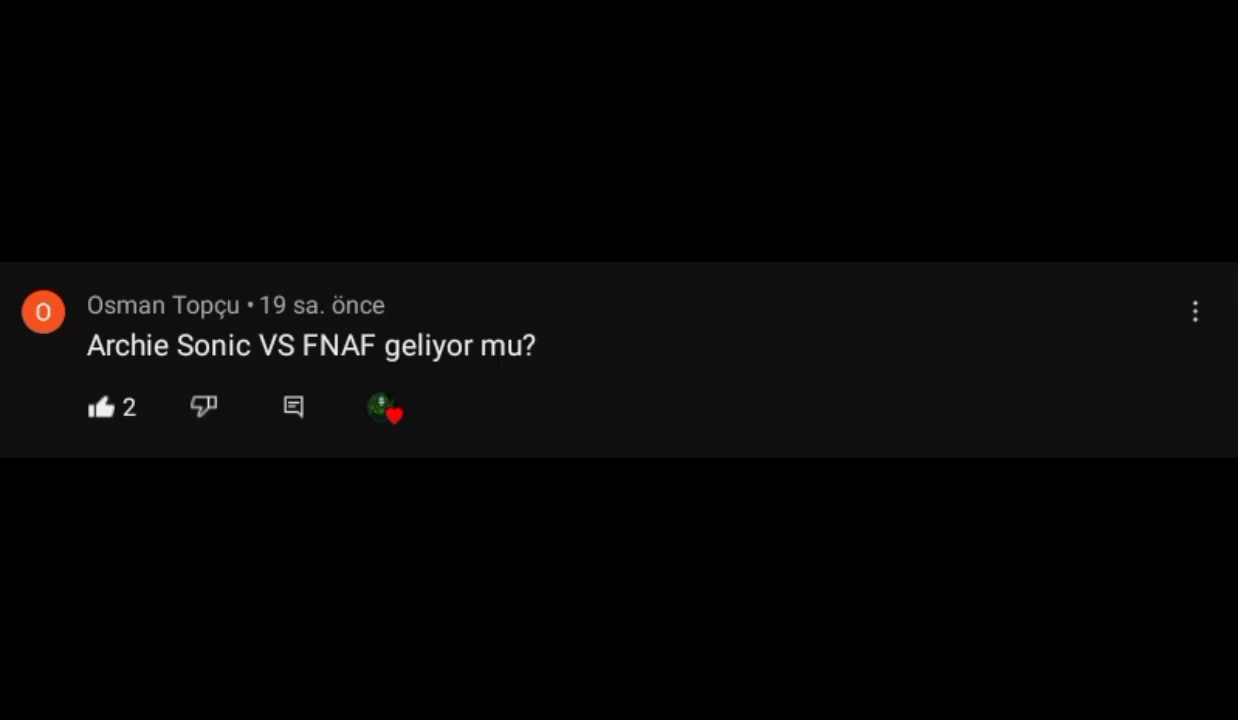 O
Osman Topçu • 19 sa. önce
Archie Sonic VS FNAF geliyor mu?
2